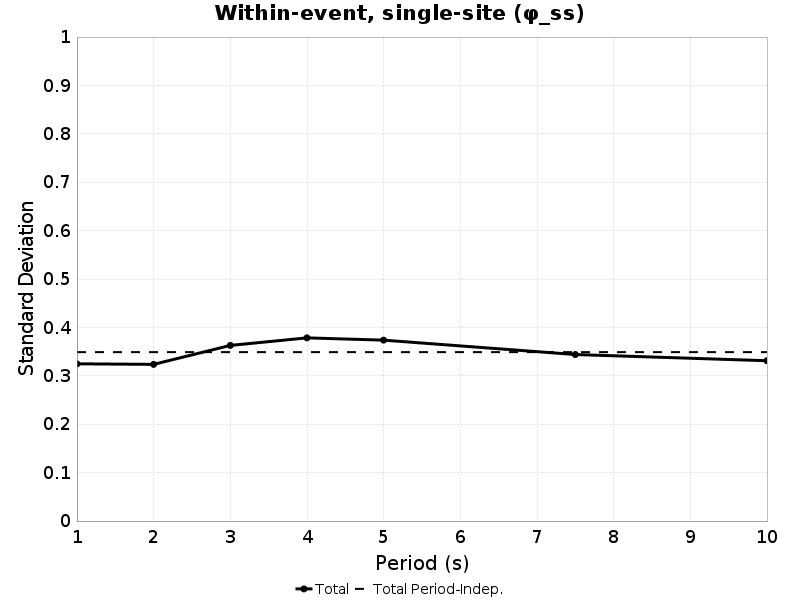 Within-event, single-site (φ_ss)
1
0.9
0.8
0.7
0.6
0.5
0.4
0.3
0.2
0.1
0
Standard Deviation
1 2 3 4 5 6 7 8 9 10
Period (s)
Total Total Period-Indep.